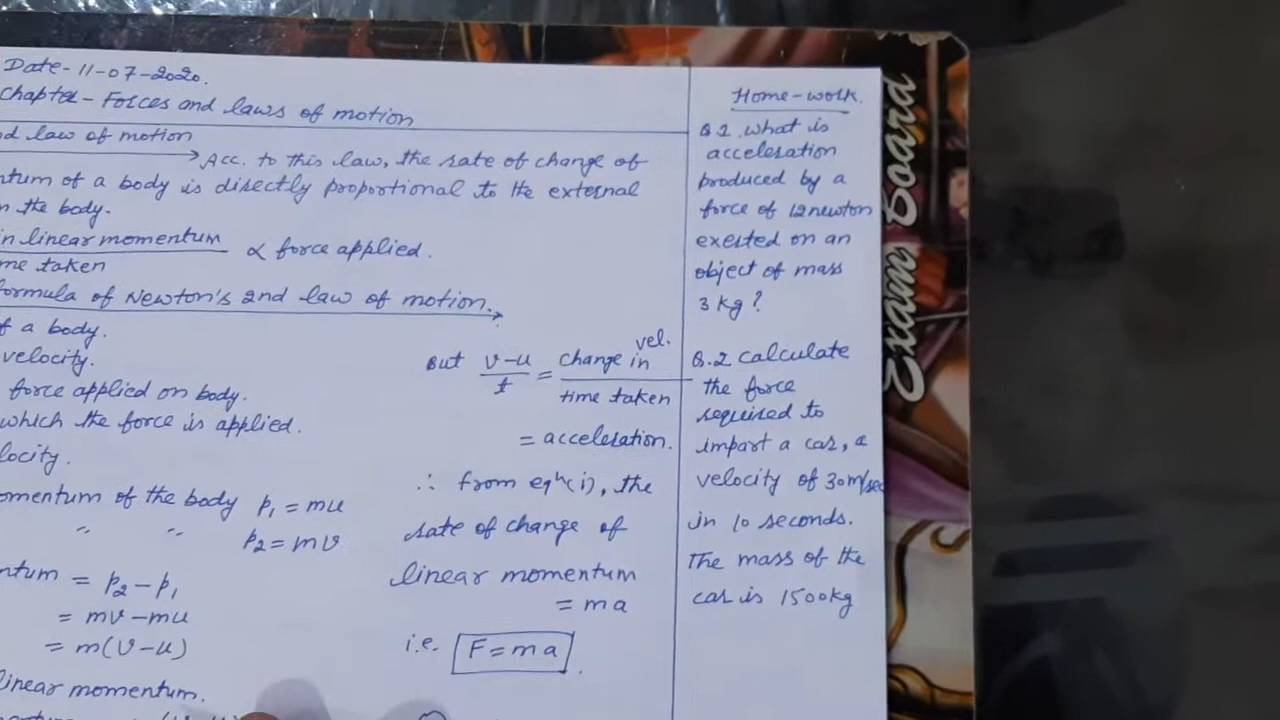 Date- 11-07-2020.
Chapter - Forces and laws of motion
d law of motion
Acc. to this law, the rate of change of
ntum of a body is directly proportional to the external
n the body.
in linear momentum ∝ force applied.
me taken
formula of Newton's 2nd law of motion.
f a body.
velocity.
force applied on body.
which the force is applied.
locity.
omentum of the body p₁ = mu
" " p₂ = mv
ntum = p₂ - p₁
= mv - mu
= m(v-u)
linear momentum.
But v-u = change in vel.
t time taken
= acceleration.
∴ from eqⁿ(i), the
rate of change of
linear momentum
= ma
i.e. F = ma
Home-work.
Q.1. what is
acceleration
produced by a
force of 12 newton
exerted on an
object of mass
3 kg?
Q.2 calculate
the force
required to
impart a car, a
velocity of 30m/sec
in 10 seconds.
The mass of the
car is 1500kg
Exam Board